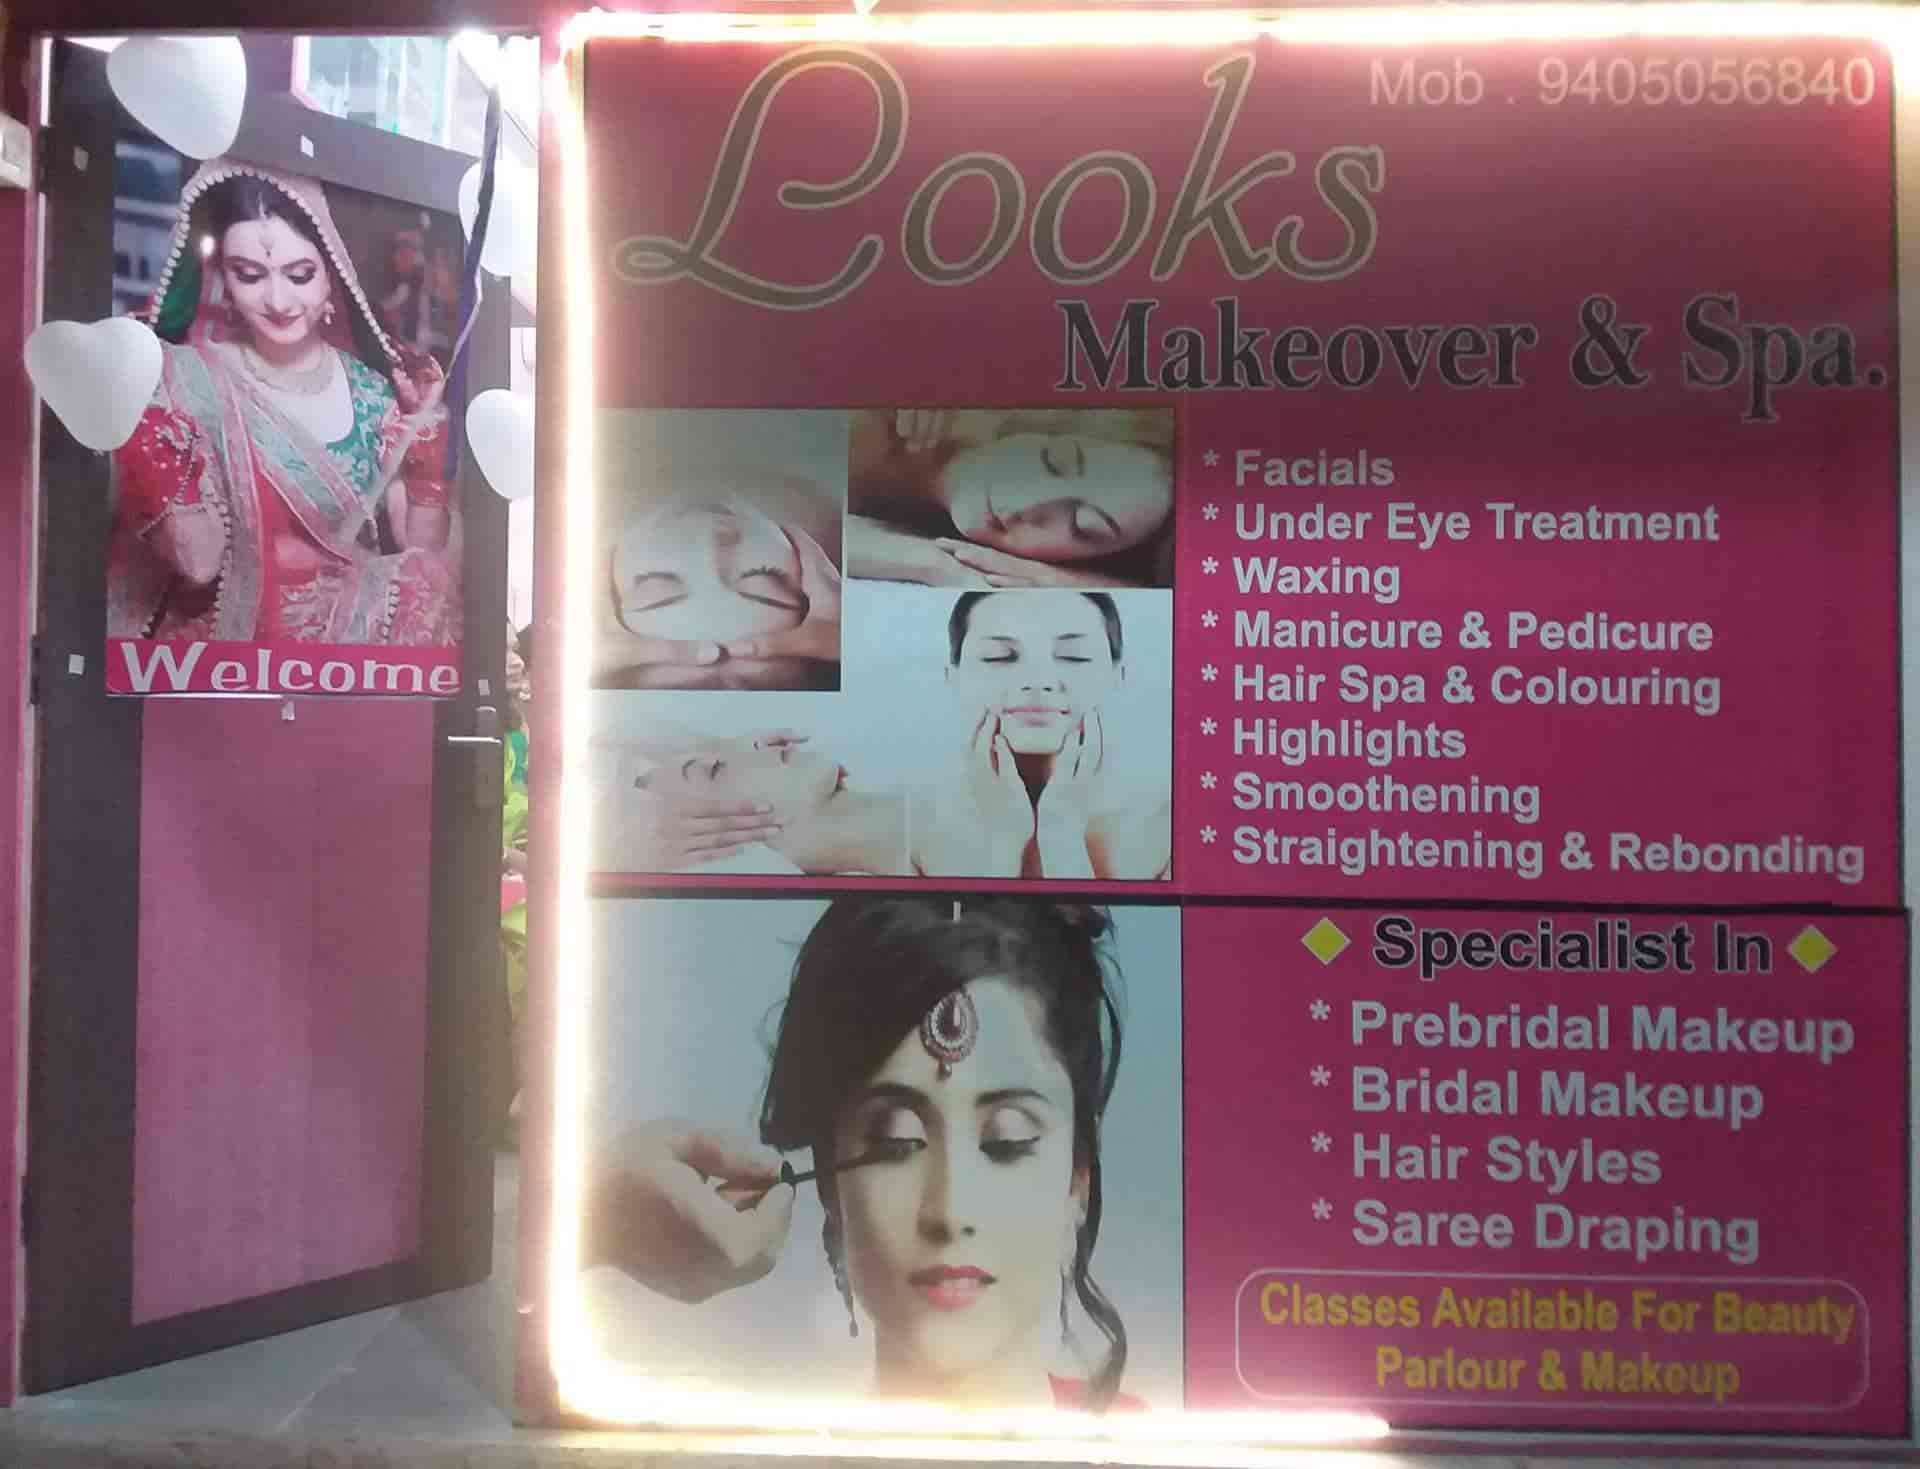 Mob . 9405056840
Looks
Makeover & Spa.
* Facials
* Under Eye Treatment
* Waxing
* Manicure & Pedicure
* Hair Spa & Colouring
* Highlights
* Smoothening
* Straightening & Rebonding
Specialist In
* Prebridal Makeup
* Bridal Makeup
* Hair Styles
* Saree Draping
Classes Available For Beauty
Parlour & Makeup
Welcome